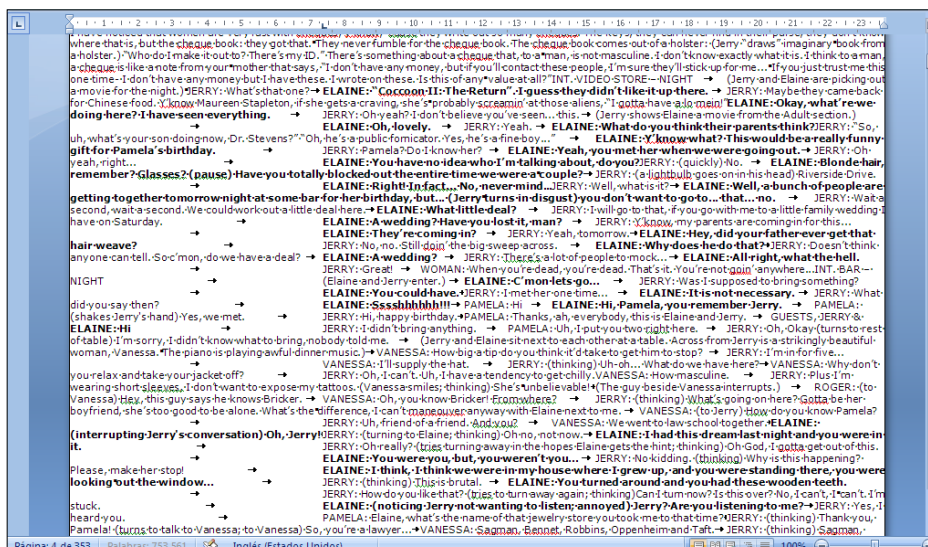 1 2 3 4 5 6 7 8 9 10 11 12 13 14 15 16 17 18 19 20 21 22 23
where that is, but the cheque book: they got that. They never fumble for the cheque book. The cheque book comes out of a holster: (Jerry "draws" imaginary book from
a holster.) "Who do I make it out to? There's my ID." There's something about a cheque that, to a man, is not masculine. I don't know exactly what it is. I think to a man,
a cheque is like a note from your mother that says, "I don't have any money, but if you'll contact these people, I'm sure they'll stick up for me... If you just trust me this
one time--I don't have any money but I have these. I wrote on these. Is this of any value at all?" INT. VIDEO STORE -- NIGHT (Jerry and Elaine are picking out
a movie for the night.) JERRY: What's that one? ELAINE: "Cocoon II: The Return". I guess they didn't like it up there. JERRY: Maybe they came back
for Chinese food. Y'know Maureen Stapleton, if she gets a craving, she's probably screamin' at those aliens, "I gotta have a lo mein!" ELAINE: Okay, what're we
doing here? I have seen everything. JERRY: Oh yeah? I don't believe you've seen...this. (Jerry shows Elaine a movie from the Adult section.)
ELAINE: Oh, lovely. JERRY: Yeah. ELAINE: What do you think their parents think? JERRY: "So,
uh, what's your son doing now, Dr. Stevens?" "Oh, he's a public fornicator. Yes, he's a fine boy..." ELAINE: Y'know what? This would be a really funny
gift for Pamela's birthday. JERRY: Pamela? Do I know her? ELAINE: Yeah, you met her when we were going out. JERRY: Oh
yeah, right... ELAINE: You have no idea who I'm talking about, do you? JERRY: (quickly) No. ELAINE: Blonde hair,
remember? Glasses? (pause) Have you totally blocked out the entire time we were a couple? JERRY: (a lightbulb goes on in his head) Riverside Drive.
ELAINE: Right! In fact... No, never mind... JERRY: Well, what is it? ELAINE: Well, a bunch of people are
getting together tomorrow night at some bar for her birthday, but... (Jerry turns in disgust) you don't want to go to... that... no. JERRY: Wait a
second, wait a second. We could work out a little deal here. ELAINE: What little deal? JERRY: I will go to that, if you go with me to a little family wedding I
have on Saturday. ELAINE: A wedding? Have you lost it, man? JERRY: Y'know, my parents are coming in for this...
ELAINE: They're coming in? JERRY: Yeah, tomorrow. ELAINE: Hey, did your father ever get that
hair weave? JERRY: No, no. Still doin' the big sweep across. ELAINE: Why does he do that? JERRY: Doesn't think
anyone can tell. So c'mon, do we have a deal? ELAINE: A wedding? JERRY: There's a lot of people to mock... ELAINE: All right, what the hell.
JERRY: Great! WOMAN: When you're dead, you're dead. That's it. You're not goin' anywhere... INT. BAR --
NIGHT (Elaine and Jerry enter.) ELAINE: C'mon lets go... JERRY: Was I supposed to bring something?
ELAINE: You could have. JERRY: I met her one time... ELAINE: It is not necessary. JERRY: What
did you say then? ELAINE: Sssshhhhhh!!! PAMELA: Hi ELAINE: Hi, Pamela, you remember Jerry. PAMELA:
(shakes Jerry's hand) Yes, we met. JERRY: Hi, happy birthday. PAMELA: Thanks, ah, everybody, this is Elaine and Jerry. GUESTS, JERRY &
ELAINE: Hi JERRY: I didn't bring anything. PAMELA: Uh, I put you two right here. JERRY: Oh, Okay (turns to rest
of table) I'm sorry, I didn't know what to bring, nobody told me. (Jerry and Elaine sit next to each other at a table. Across from Jerry is a strikingly beautiful
woman, Vanessa. The piano is playing awful dinner music.) VANESSA: How big a tip do you think it'd take to get him to stop? JERRY: I'm in for five...
VANESSA: I'll supply the hat. JERRY: (thinking) Uh-oh... What do we have here? VANESSA: Why don't
you relax and take your jacket off? JERRY: Oh, I can't. Uh, I have a tendency to get chilly. VANESSA: How masculine. JERRY: Plus I'm
wearing short sleeves, I don't want to expose my tattoos. (Vanessa smiles; thinking) She's unbelievable! (The guy beside Vanessa interrupts.) ROGER: (to
Vanessa) Hey, this guy says he knows Bricker. VANESSA: Oh, you know Bricker! From where? JERRY: (thinking) What's going on here? Gotta be her
boyfriend, she's too good to be alone. What's the difference, I can't maneouver anyway with Elaine next to me. VANESSA: (to Jerry) How do you know Pamela?
JERRY: Uh, friend of a friend. And you? VANESSA: We went to law school together. ELAINE:
(interrupting Jerry's conversation) Oh, Jerry! JERRY: (turning to Elaine; thinking) Oh no, not now. ELAINE: I had this dream last night and you were in
it. JERRY: Oh really? (tries turning away in the hopes Elaine gets the hint; thinking) Oh God, I gotta get out of this.
ELAINE: You were you, but, you weren't you... JERRY: No kidding. (thinking) Why is this happening?
Please, make her stop! ELAINE: I think, I think we were in my house where I grew up, and you were standing there, you were
looking out the window... JERRY: (thinking) This is brutal. ELAINE: You turned around and you had these wooden teeth.
JERRY: How do you like that? (tries to turn away again; thinking) Can I turn now? Is this over? No, I can't, I can't. I'm
stuck. ELAINE: (noticing Jerry not wanting to listen; annoyed) Jerry? Are you listening to me? JERRY: Yes, I
heard you. PAMELA: Elaine, what's the name of that jewelry store you took me to that time? JERRY: (thinking) Thank you,
Pamela! (turns to talk to Vanessa; to Vanessa) So, you're a lawyer... VANESSA: Sagman, Bennet, Robbins, Oppenheim and Taft. JERRY: (thinking) Sagman,
Página: 4 de 353 Palabras: 753.561 Inglés (Estados Unidos) 100%